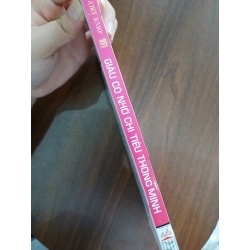 GIÀU CÓ NHỜ CHI TIÊU THÔNG MINH